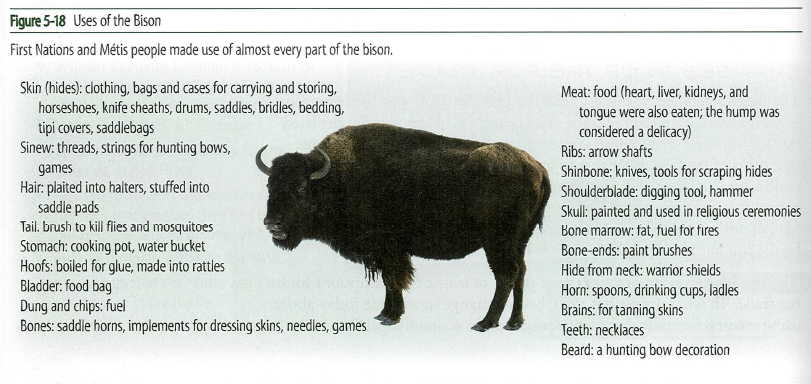 Figure 5-18 Uses of the Bison
First Nations and Métis people made use of almost every part of the bison.
Skin (hides): clothing, bags and cases for carrying and storing,
horseshoes, knife sheaths, drums, saddles, bridles, bedding,
tipi covers, saddlebags
Sinew: threads, strings for hunting bows,
games
Hair: plaited into halters, stuffed into
saddle pads
Tail. brush to kill flies and mosquitoes
Stomach: cooking pot, water bucket
Hoofs: boiled for glue, made into rattles
Bladder: food bag
Dung and chips: fuel
Bones: saddle horns, implements for dressing skins, needles, games
Meat: food (heart, liver, kidneys, and
tongue were also eaten; the hump was
considered a delicacy)
Ribs: arrow shafts
Shinbone: knives, tools for scraping hides
Shoulderblade: digging tool, hammer
Skull: painted and used in religious ceremonies
Bone marrow: fat, fuel for fires
Bone-ends: paint brushes
Hide from neck: warrior shields
Horn: spoons, drinking cups, ladles
Brains: for tanning skins
Teeth: necklaces
Beard: a hunting bow decoration